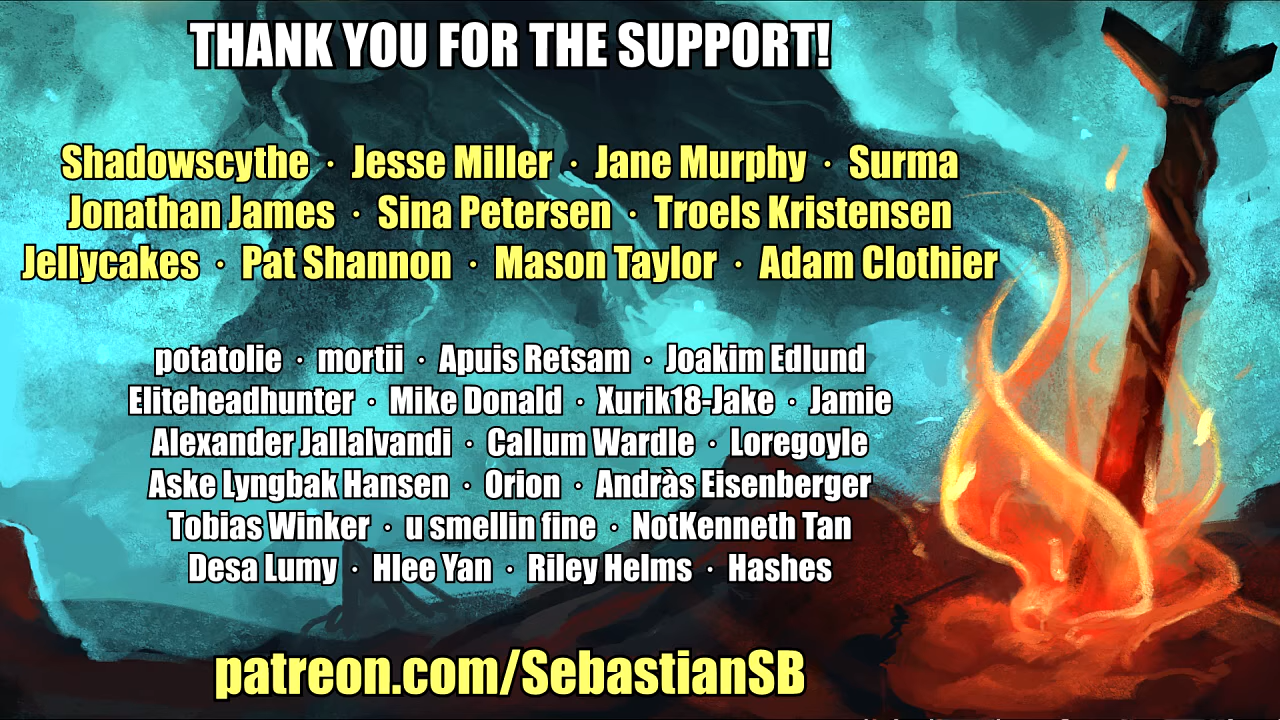 THANK YOU FOR THE SUPPORT!
Shadowscythe · Jesse Miller · Jane Murphy · Surma
Jonathan James · Sina Petersen · Troels Kristensen
Jellycakes · Pat Shannon · Mason Taylor · Adam Clothier
potatolie · mortii · Apuis Retsam · Joakim Edlund
Eliteheadhunter · Mike Donald · Xurik18-Jake · Jamie
Alexander Jallalvandi · Callum Wardle · Loregoyle
Aske Lyngbak Hansen · Orion · Andràs Eisenberger
Tobias Winker · u smellin fine · NotKenneth Tan
Desa Lumy · Hlee Yan · Riley Helms · Hashes
patreon.com/SebastianSB